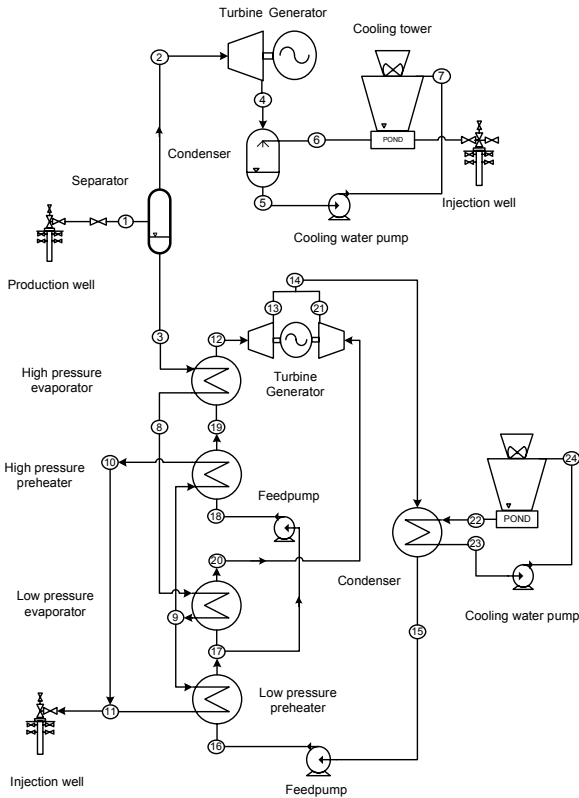 Turbine Generator
Cooling tower
2
7
4
6
POND
Condenser
Separator
5
1
Injection well
Cooling water pump
Production well
14
13
21
3
12
High pressure
evaporator
Turbine
Generator
8
19
10
24
High pressure
preheater
Feedpump
18
22
POND
23
20
Condenser
Low pressure
evaporator
9
Cooling water pump
15
17
Low pressure
preheater
11
16
Injection well
Feedpump